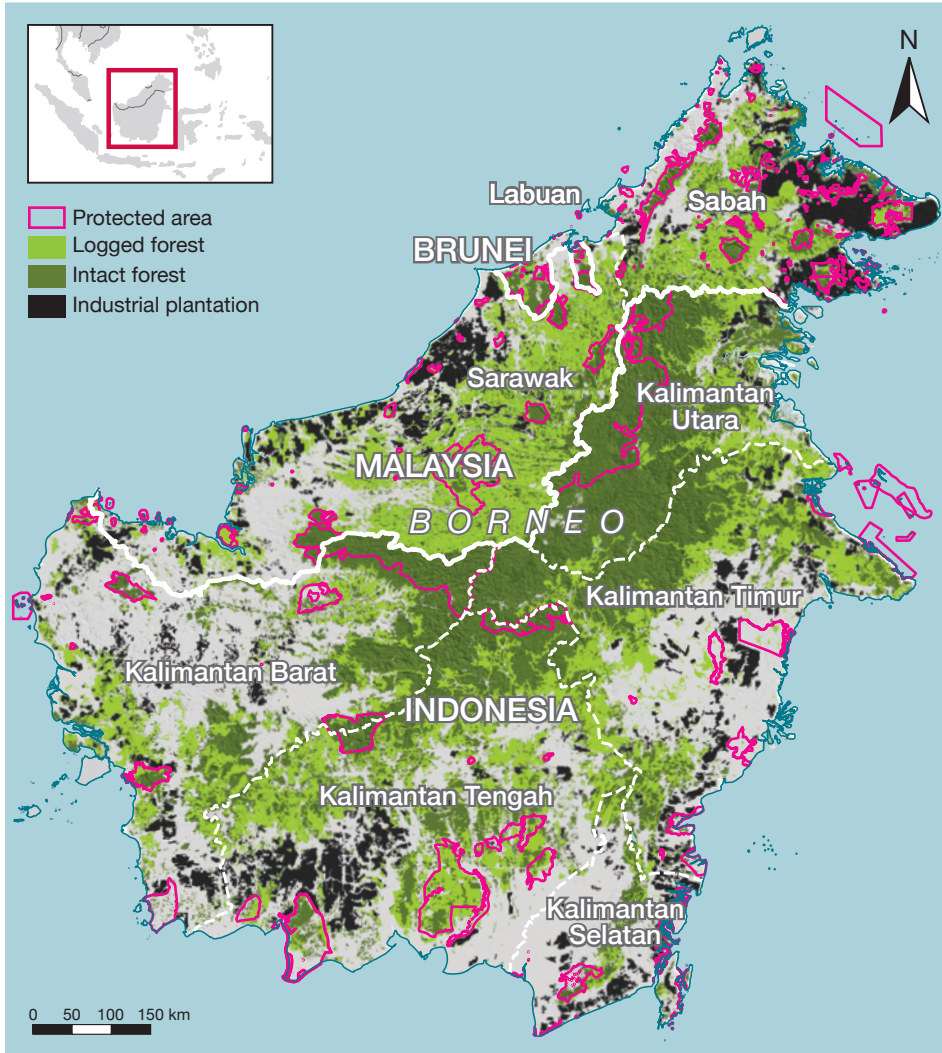 N
Protected area
Logged forest
Intact forest
Industrial plantation
Labuan
Sabah
BRUNEI
Sarawak
Kalimantan
Utara
MALAYSIA
BORNEO
Kalimantan Timur
Kalimantan Barat
INDONESIA
Kalimantan Tengah
Kalimantan
Selatan
0 50 100 150 km